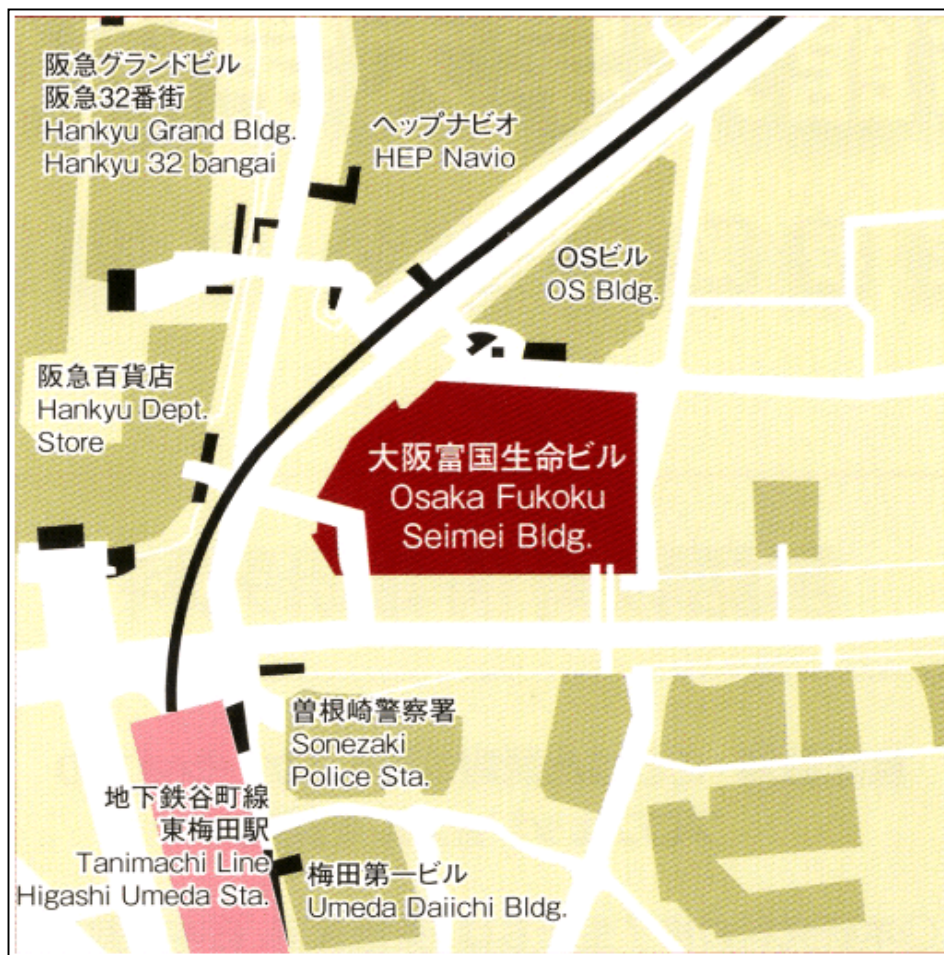 阪急グランドビル
阪急32番街
Hankyu Grand Bldg.
Hankyu 32 bangai
ヘップナビオ
HEP Navio
OSビル
OS Bldg.
阪急百貨店
Hankyu Dept.
Store
大阪富国生命ビル
Osaka Fukoku
Seimei Bldg.
曽根崎警察署
Sonezaki
Police Sta.
地下鉄谷町線
東梅田駅
Tanimachi Line
Higashi Umeda Sta.
梅田第一ビル
Umeda Daiichi Bldg.